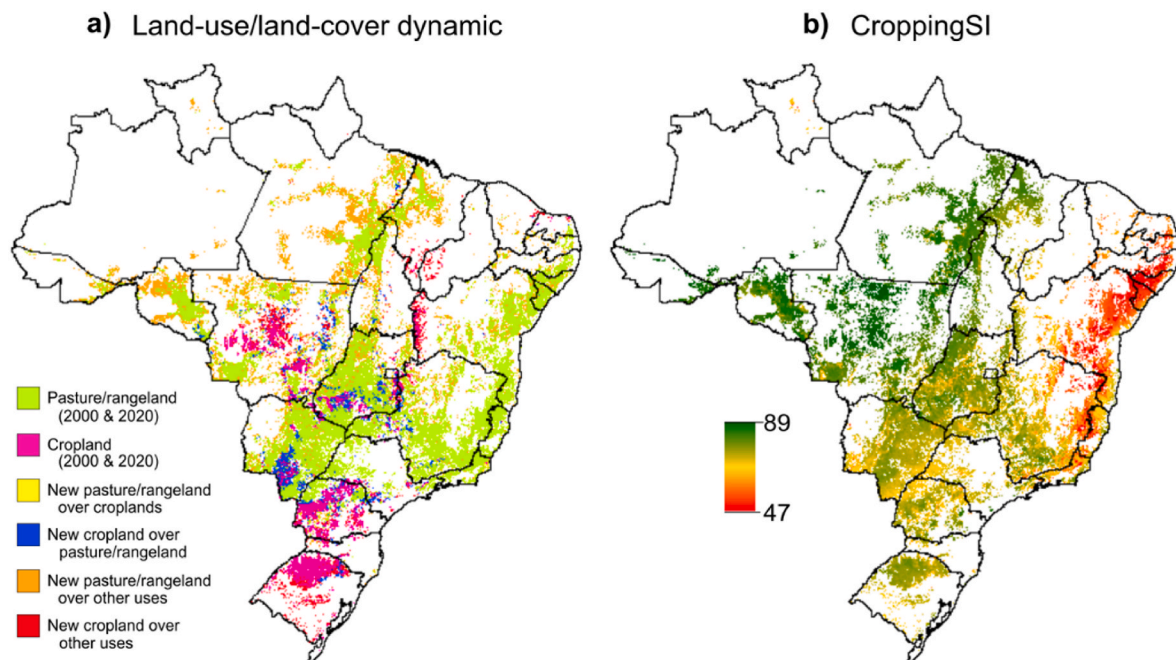 a) Land-use/land-cover dynamic
b) CroppingSI
Pasture/rangeland
(2000 & 2020)
Cropland
(2000 & 2020)
New pasture/rangeland
over croplands
New cropland over
pasture/rangeland
New pasture/rangeland
over other uses
New cropland over
other uses
89
47